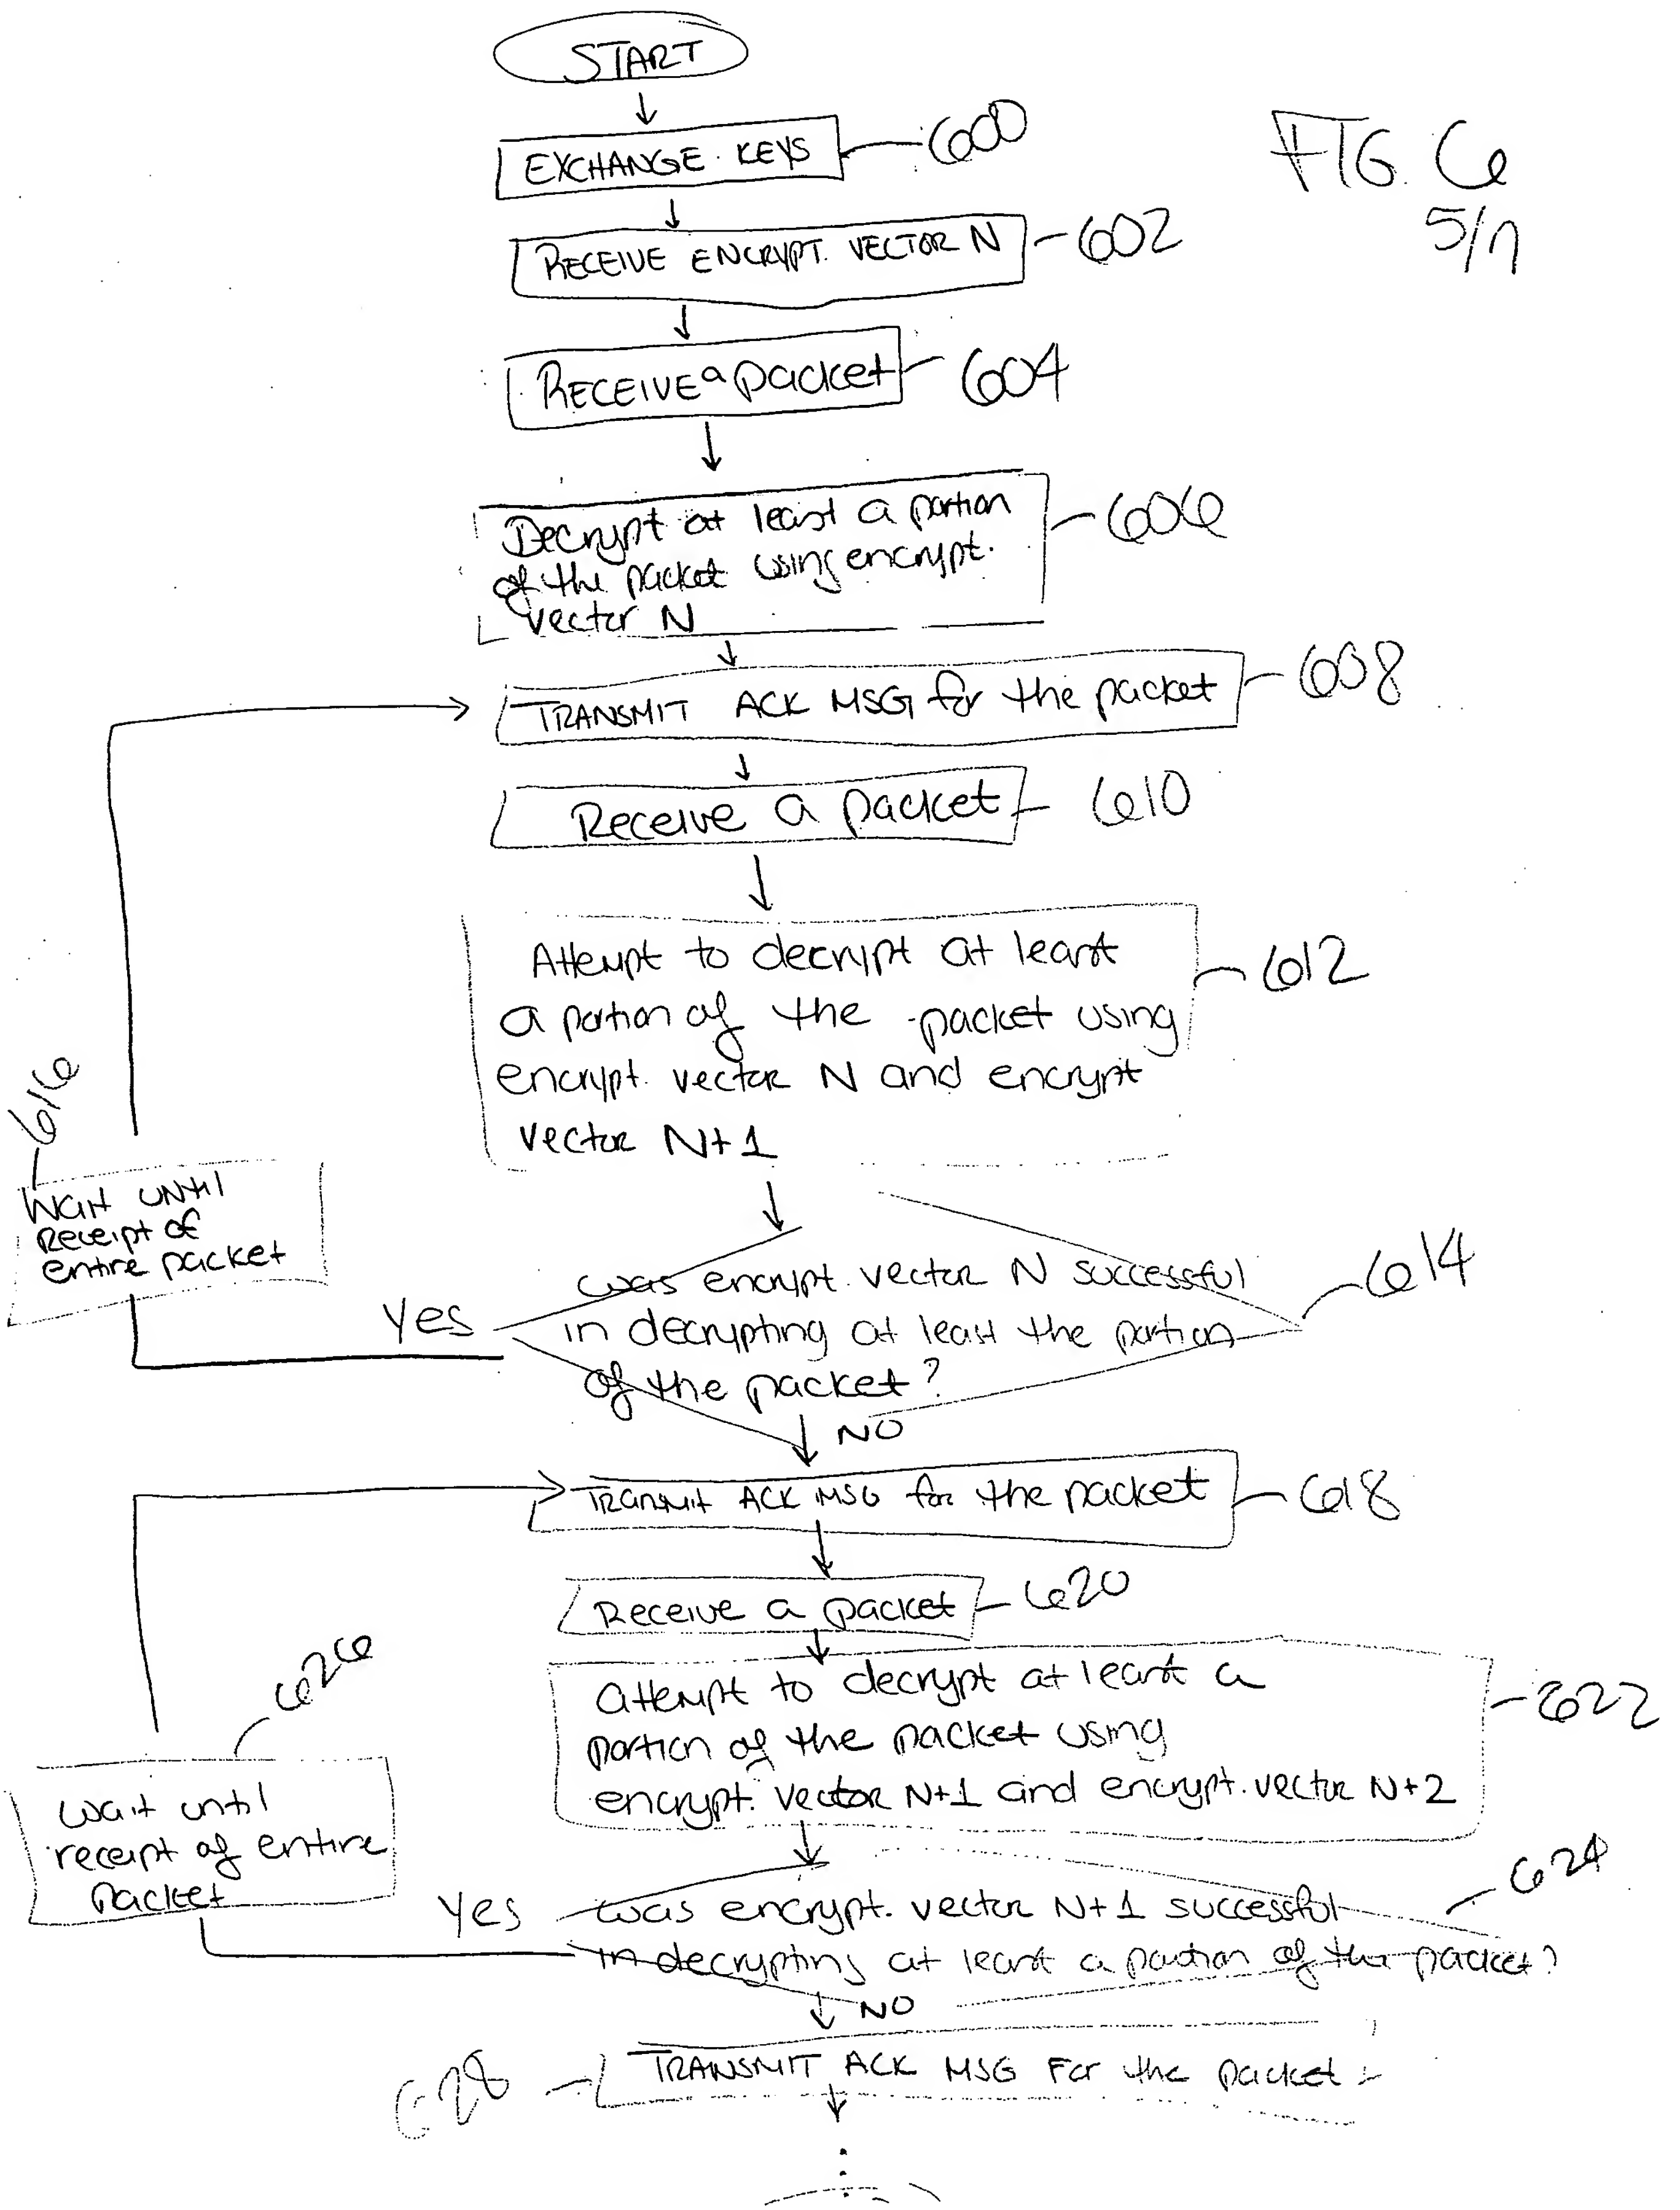 START
EXCHANGE KEYS
600
FIG. 6
5/7
RECEIVE ENCRYPT. VECTOR N
602
RECEIVE a packet
604
Decrypt at least a portion
of the packet using encrypt.
vector N
606
TRANSMIT ACK MSG for the packet
608
Receive a packet
610
Attempt to decrypt at least
a portion of the packet using
encrypt. vector N and encrypt
vector N+1
612
616
Wait until
receipt of
entire packet
Yes
was encrypt. vector N successful
in decrypting at least the portion
of the packet?
614
NO
Transmit ACK MSG for the packet
618
Receive a packet
620
attempt to decrypt at least a
portion of the packet using
encrypt. vector N+1 and encrypt. vector N+2
622
626
Wait until
receipt of entire
packet
Yes
was encrypt. vector N+1 successful
in decrypting at least a portion of the packet?
624
NO
TRANSMIT ACK MSG For the packet
628